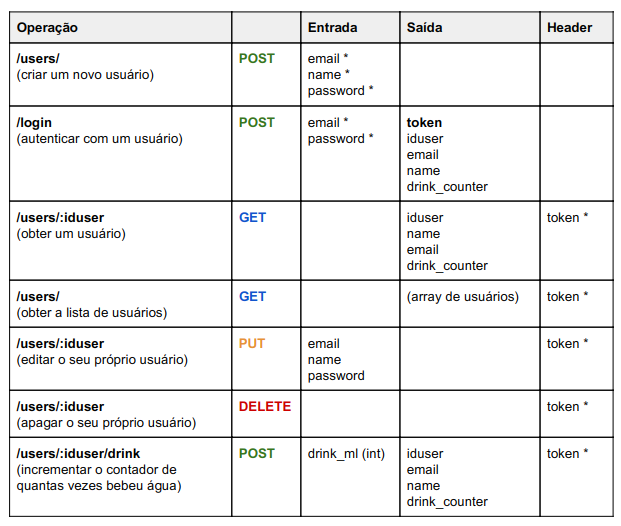 Operação Entrada Saída Header
/users/ POST email *
(criar um novo usuário) name *
password *
/login POST email * token
(autenticar com um usuário) password * iduser
email
name
drink_counter
/users/:iduser GET iduser token *
(obter um usuário) name
email
drink_counter
/users/ GET (array de usuários) token *
(obter a lista de usuários)
/users/:iduser PUT email token *
(editar o seu próprio usuário) name
password
/users/:iduser DELETE token *
(apagar o seu próprio usuário)
/users/:iduser/drink POST drink_ml (int) iduser token *
(incrementar o contador de email
quantas vezes bebeu água) name
drink_counter